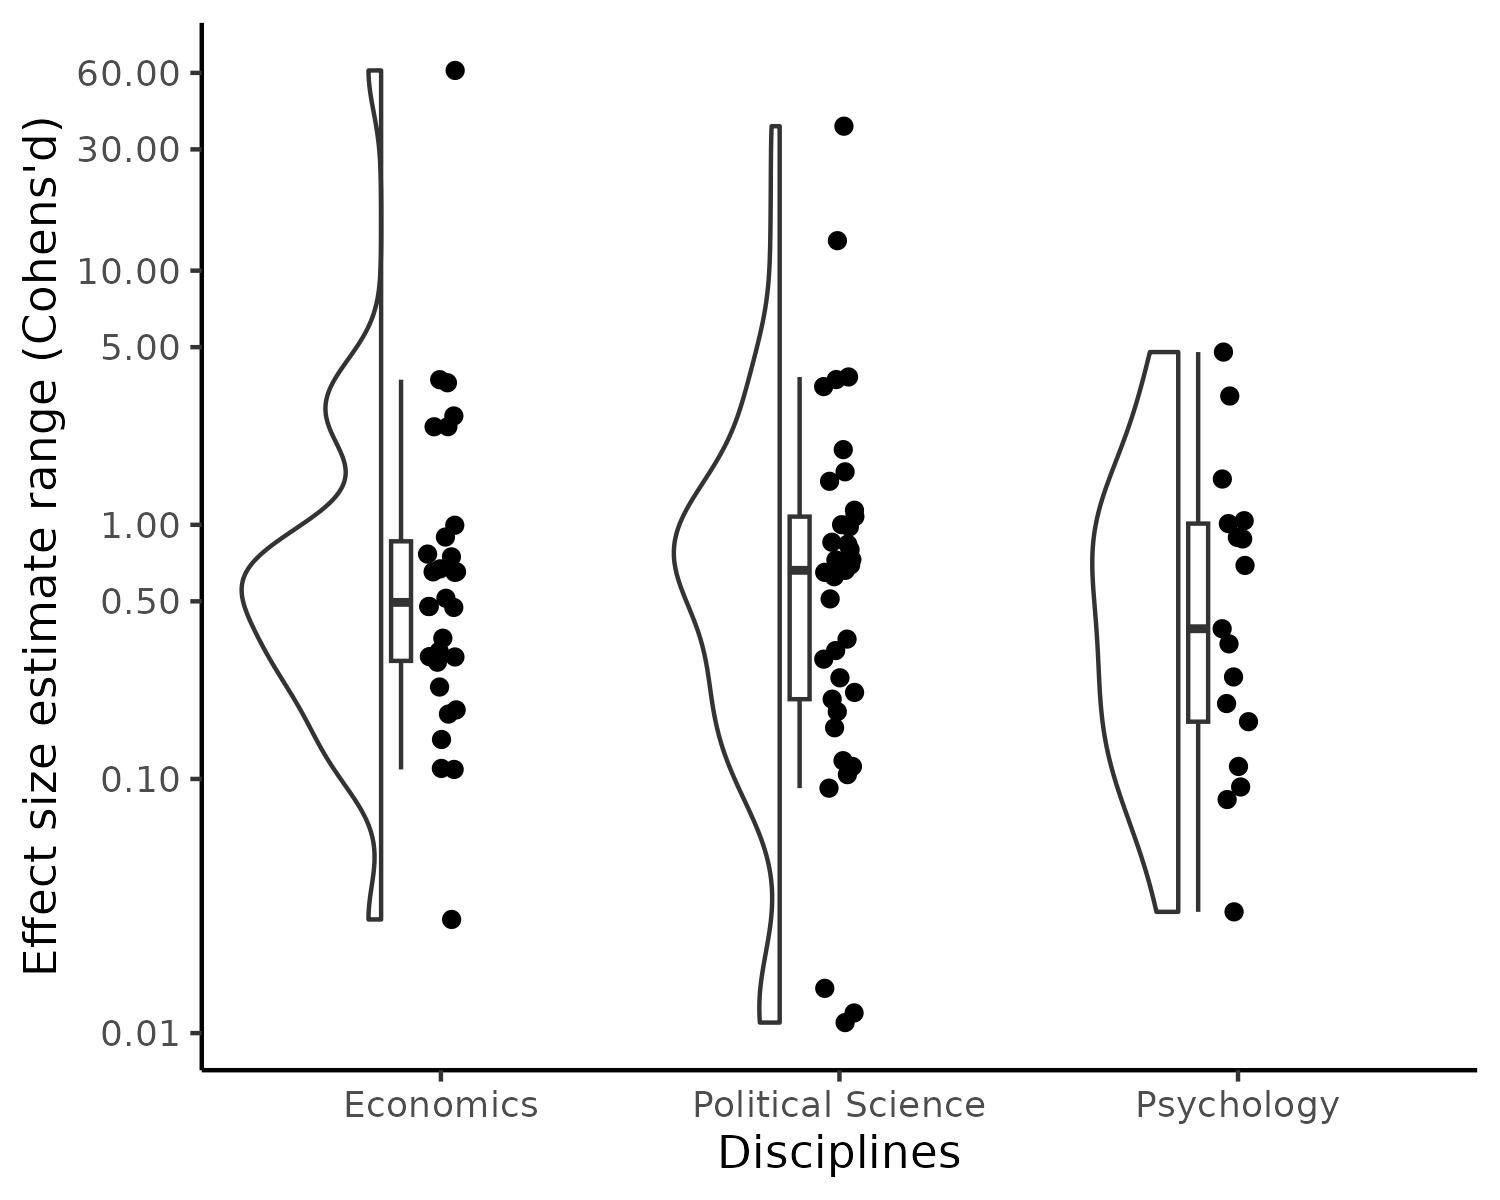 Effect size estimate range (Cohens'd)
60.00
30.00
10.00
5.00
1.00
0.50
0.10
0.01
Economics
Political Science
Psychology
Disciplines